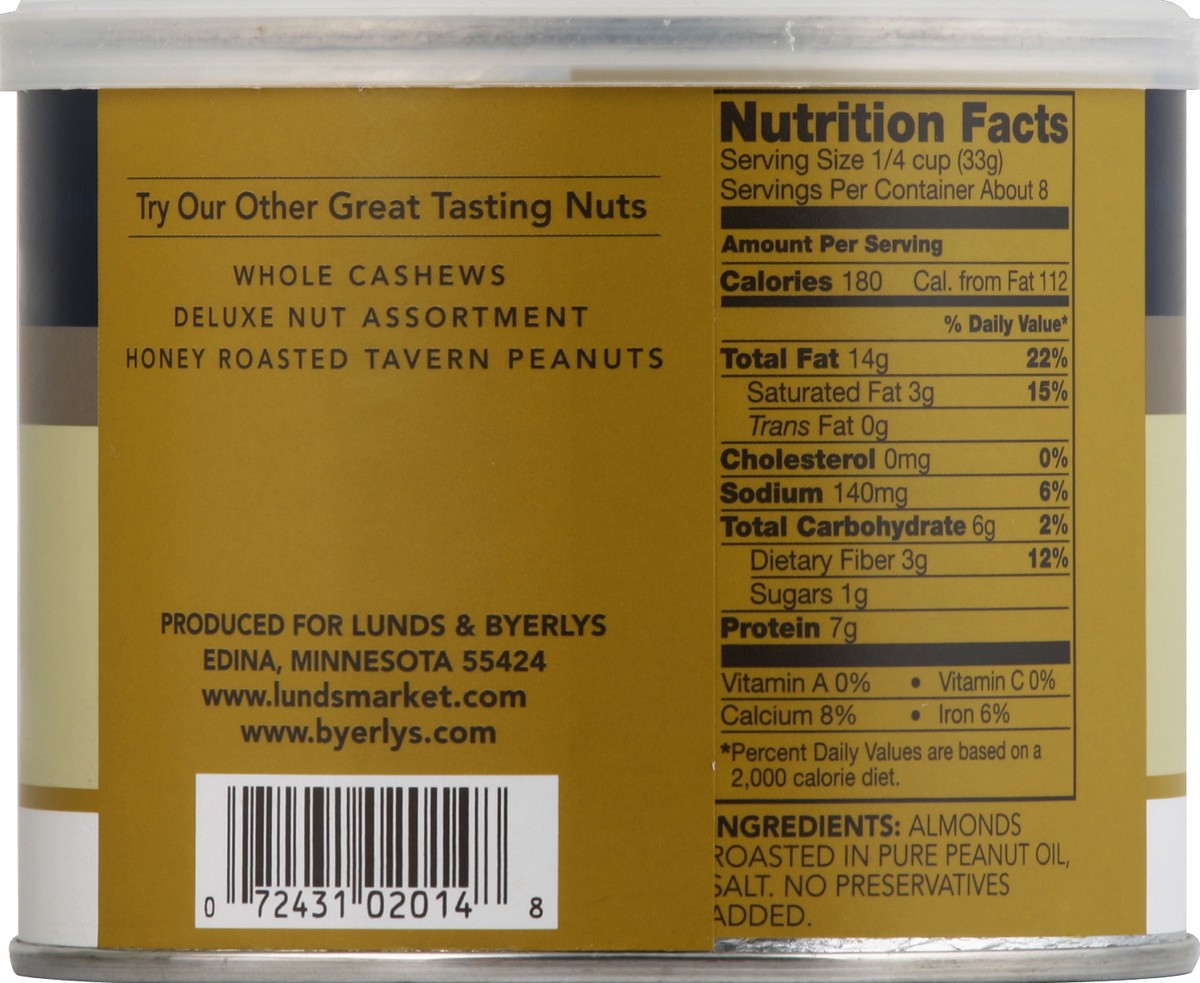 Try Our Other Great Tasting Nuts
WHOLE CASHEWS
DELUXE NUT ASSORTMENT
HONEY ROASTED TAVERN PEANUTS
PRODUCED FOR LUNDS & BYERLYS
EDINA, MINNESOTA 55424
www.lundsmarket.com
www.byerlys.com
0 72431 02014 8
Nutrition Facts
Serving Size 1/4 cup (33g)
Servings Per Container About 8
Amount Per Serving
Calories 180 Cal. from Fat 112
% Daily Value*
Total Fat 14g 22%
Saturated Fat 3g 15%
Trans Fat 0g
Cholesterol 0mg 0%
Sodium 140mg 6%
Total Carbohydrate 6g 2%
Dietary Fiber 3g 12%
Sugars 1g
Protein 7g
Vitamin A 0% • Vitamin C 0%
Calcium 8% • Iron 6%
*Percent Daily Values are based on a
2,000 calorie diet.
NGREDIENTS: ALMONDS
ROASTED IN PURE PEANUT OIL,
SALT. NO PRESERVATIVES
ADDED.